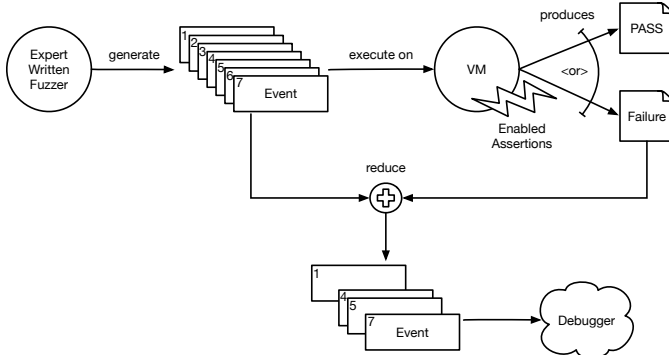 Expert
Written
Fuzzer
generate
1
2
3
4
5
6
7
Event
execute on
VM
Enabled
Assertions
produces
<or>
PASS
Failure
reduce
1
4
5
7
Event
Debugger